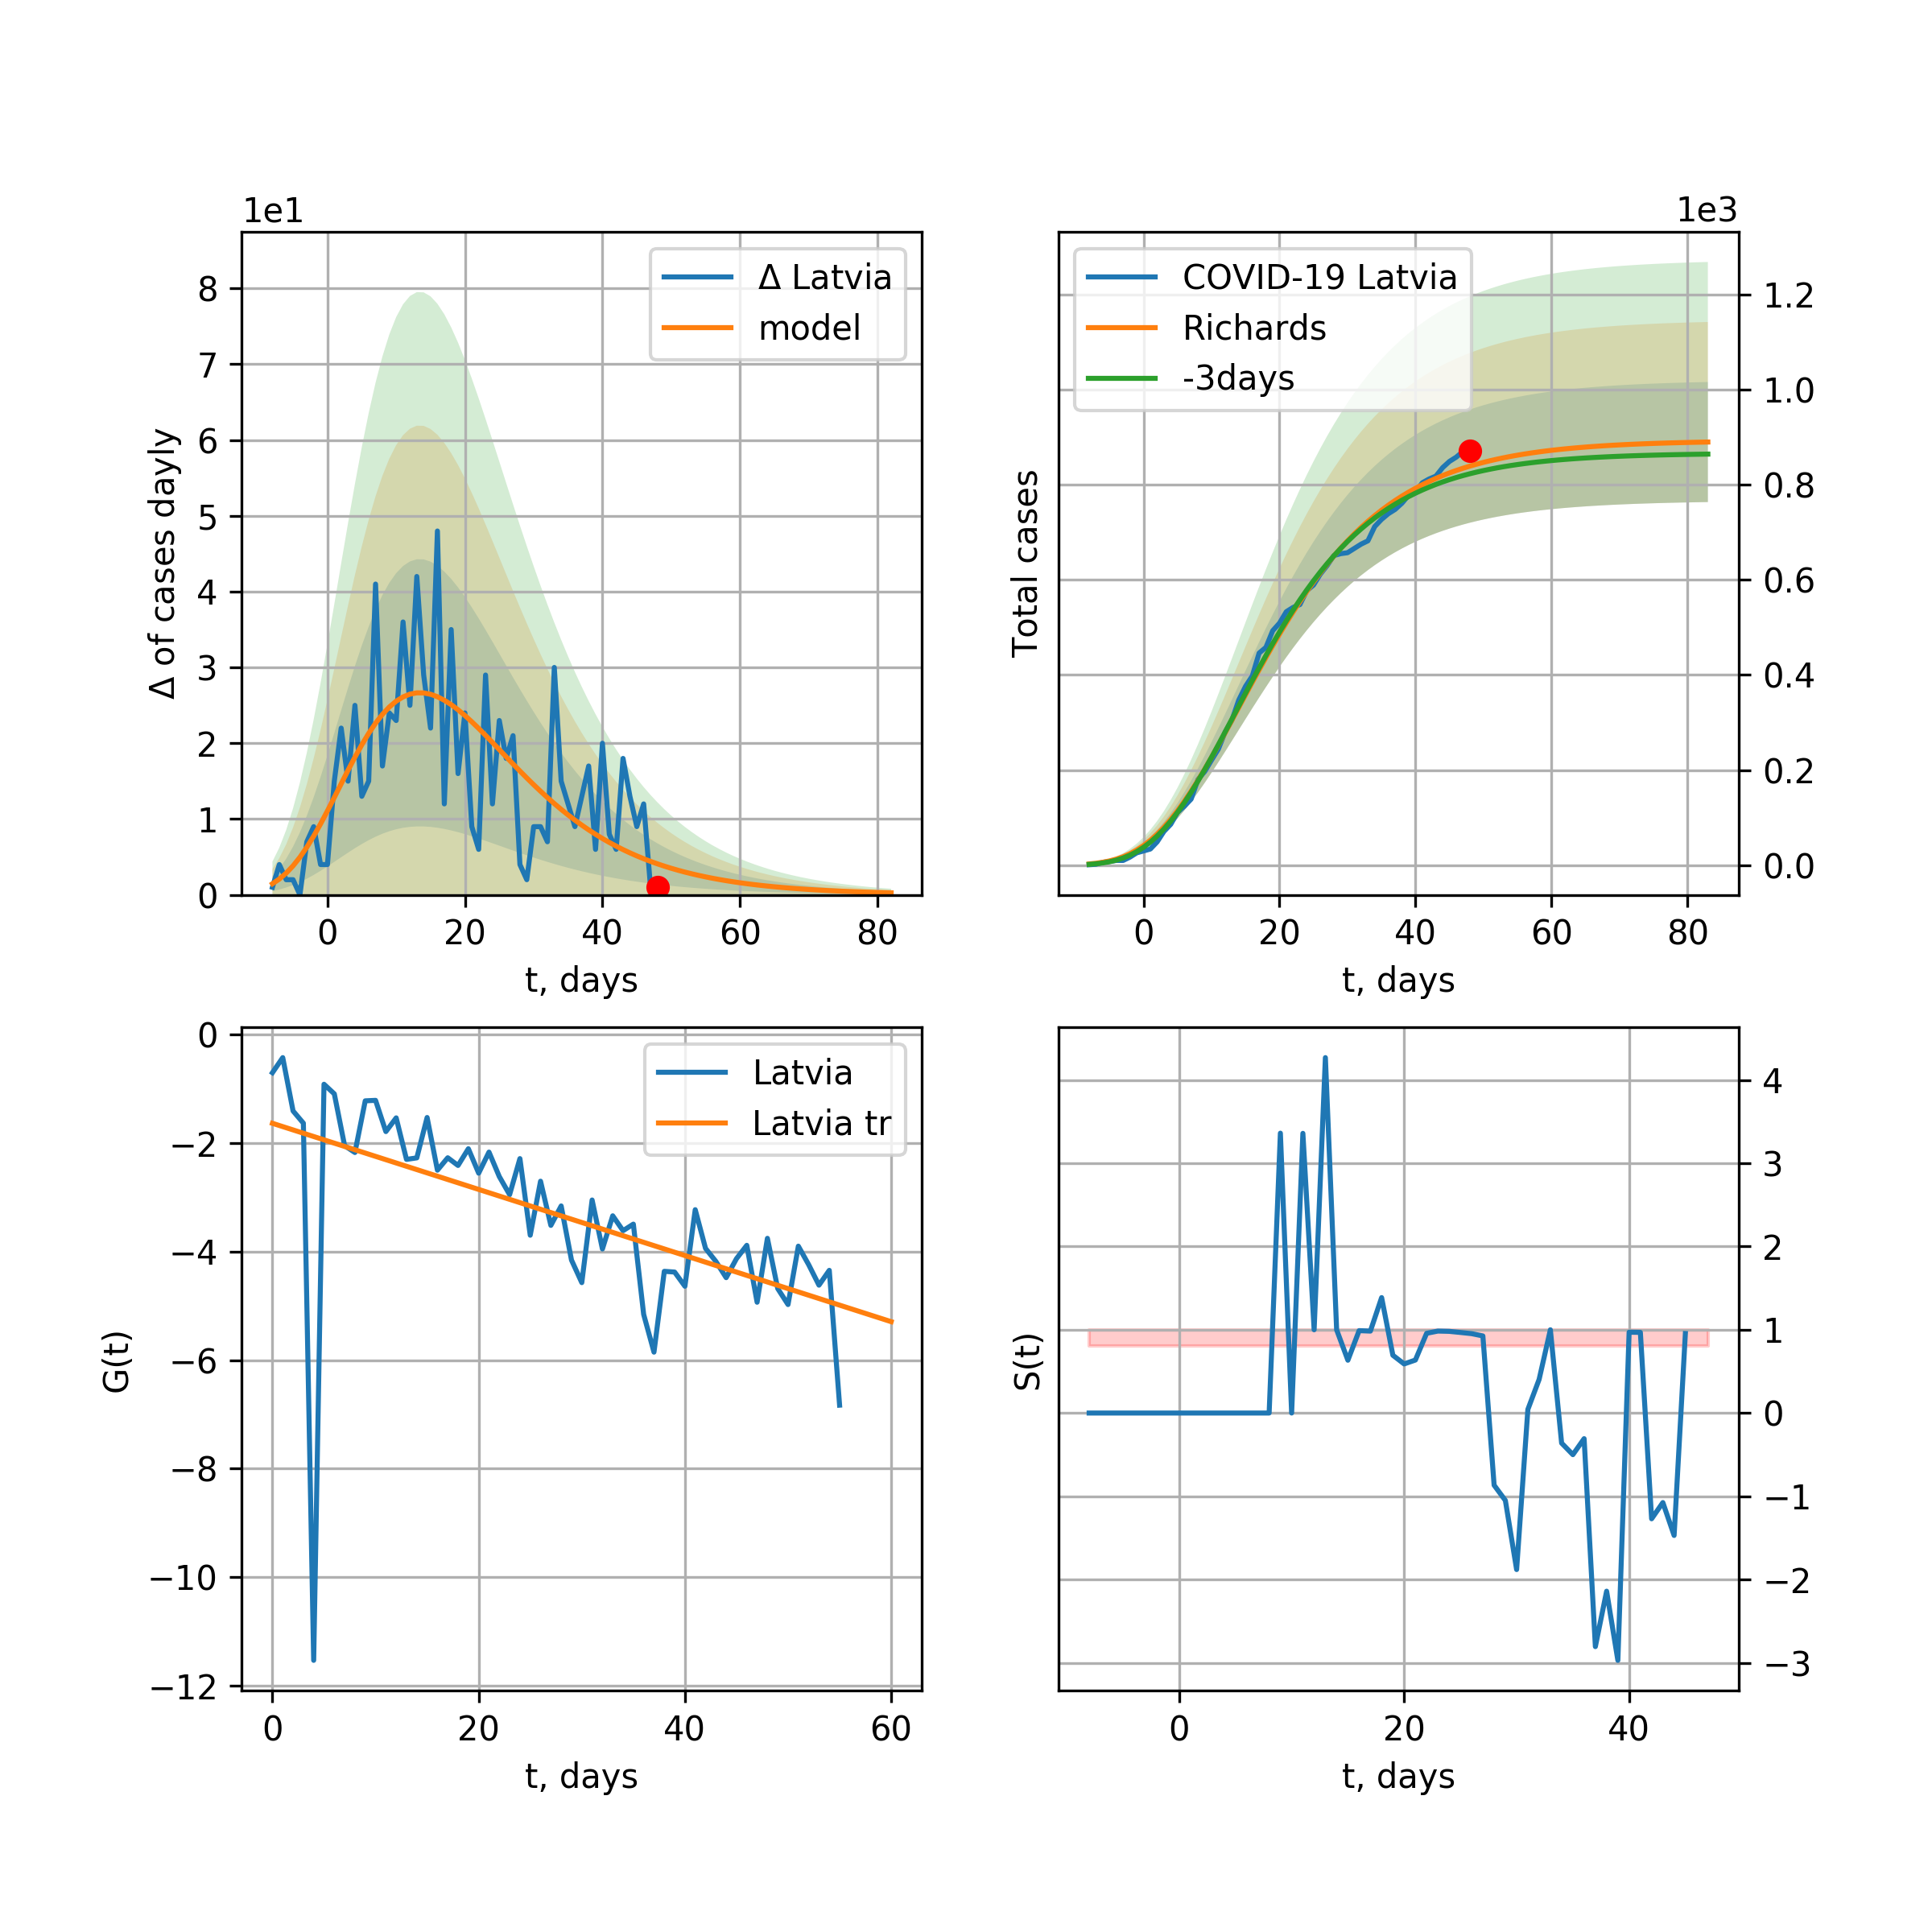 1e1
8
7
6
5
4
3
2
1
0
Δ of cases dayly
0 20 40 60 80
t, days
Δ Latvia
model
1e3
COVID-19 Latvia
Richards
-3days
Total cases
1.2
1.0
0.8
0.6
0.4
0.2
0.0
0 20 40 60 80
t, days
0
−2
−4
−6
−8
−10
−12
G(t)
Latvia
Latvia tr
0 20 40 60
t, days
S(t)
4
3
2
1
0
−1
−2
−3
0 20 40
t, days